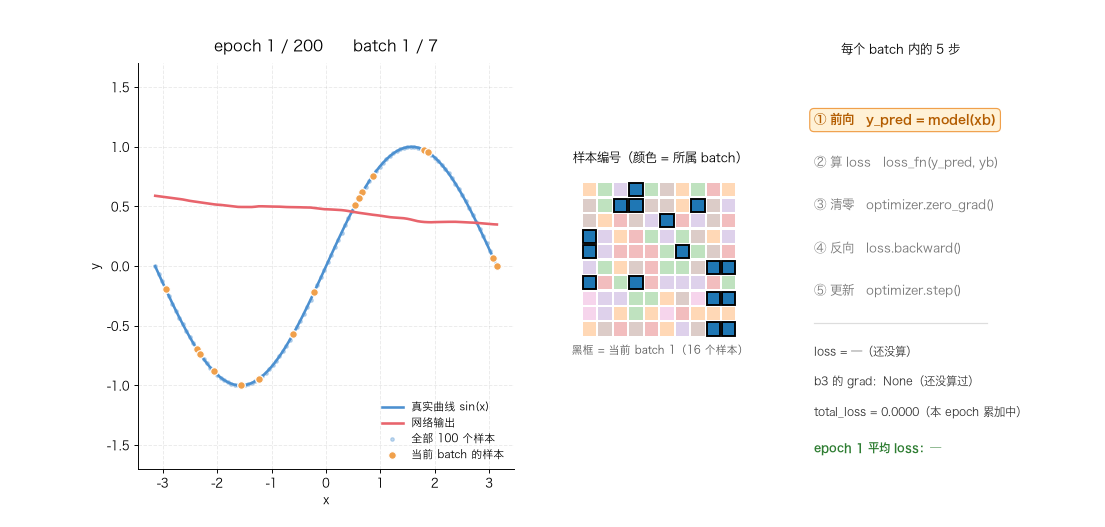 epoch 1 / 200 batch 1 / 7
1.5
1.0
0.5
0.0
-0.5
-1.0
-1.5
y
-3
-2
-1
0
1
2
3
x
真实曲线 sin(x)
网络输出
全部 100 个样本
当前 batch 的样本
样本编号（颜色 = 所属 batch）
黑框 = 当前 batch 1（16 个样本）
每个 batch 内的 5 步
① 前向 y_pred = model(xb)
② 算 loss loss_fn(y_pred, yb)
③ 清零 optimizer.zero_grad()
④ 反向 loss.backward()
⑤ 更新 optimizer.step()
loss = —（还没算）
b3 的 grad：None（还没算过）
total_loss = 0.0000（本 epoch 累加中）
epoch 1 平均 loss：—